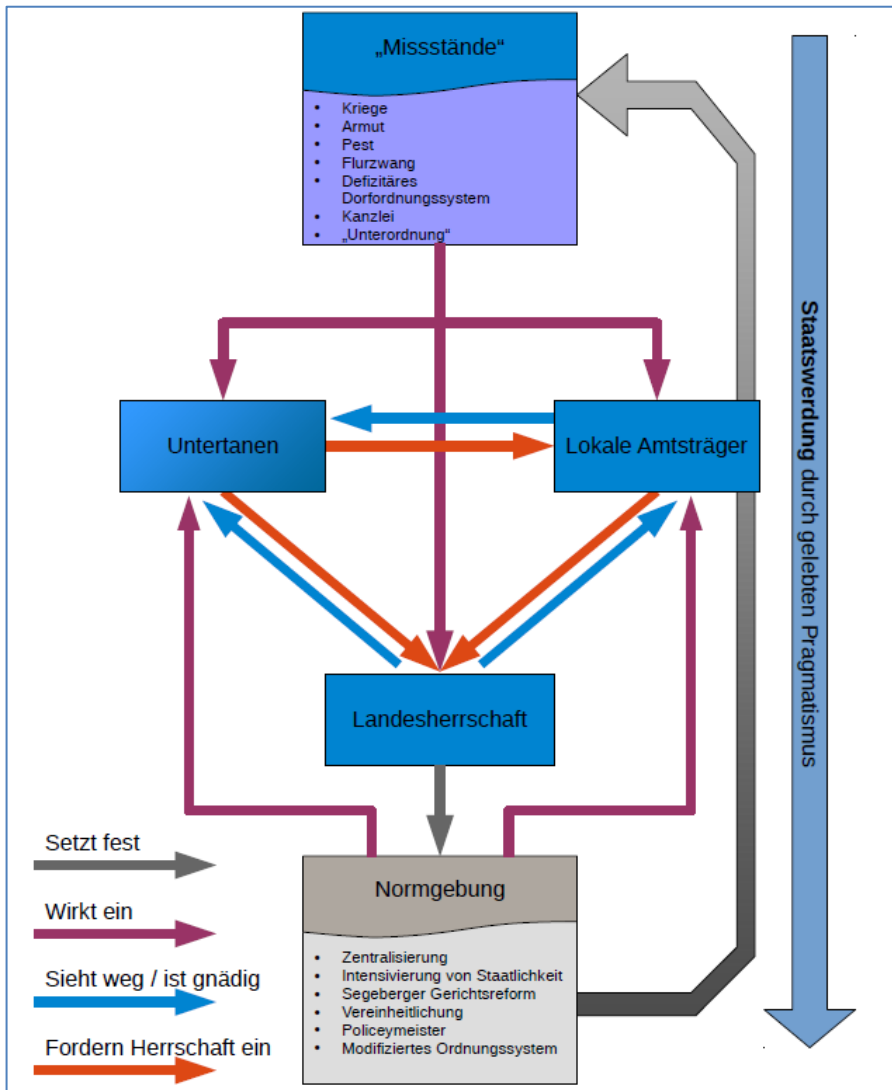 „Missstände“
• Kriege
• Armut
• Pest
• Flurzwang
• Defizitäres
Dorfordnungssystem
• Kanzlei
• „Unterordnung“
Untertanen
Lokale Amtsträger
Landesherrschaft
Staatswerdung durch gelebten Pragmatismus
Normgebung
• Zentralisierung
• Intensivierung von Staatlichkeit
• Segeberger Gerichtsreform
• Vereinheitlichung
• Policeymeister
• Modifiziertes Ordnungssystem
Setzt fest
Wirkt ein
Sieht weg / ist gnädig
Fordern Herrschaft ein